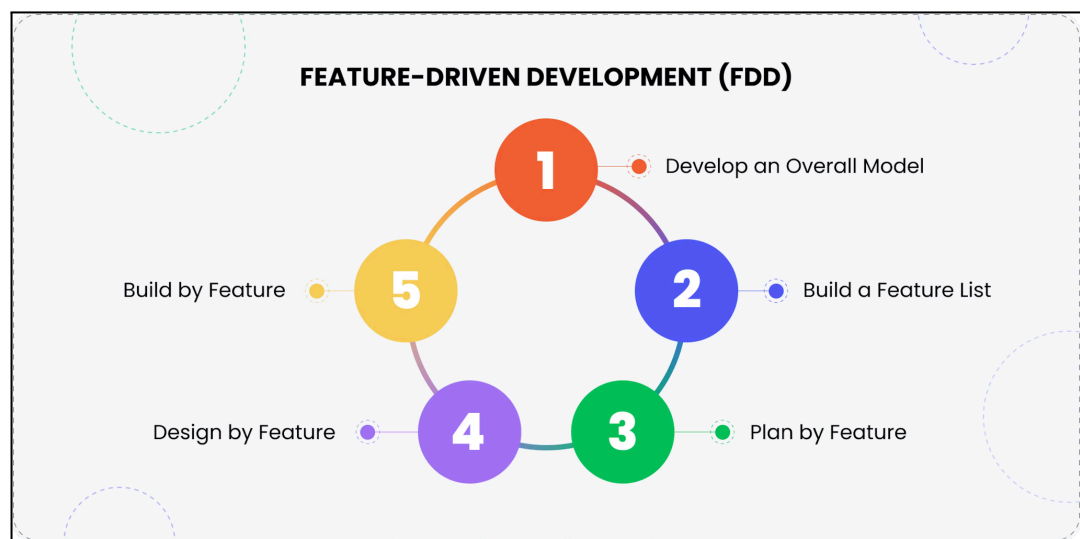 FEATURE-DRIVEN DEVELOPMENT (FDD)
1
Develop an Overall Model
2
Build a Feature List
3
Plan by Feature
4
Design by Feature
5
Build by Feature